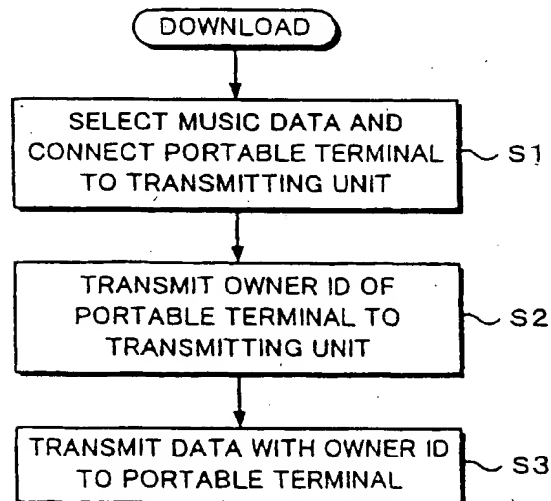 DOWNLOAD
SELECT MUSIC DATA AND
CONNECT PORTABLE TERMINAL
TO TRANSMITTING UNIT
S1
TRANSMIT OWNER ID OF
PORTABLE TERMINAL TO
TRANSMITTING UNIT
S2
TRANSMIT DATA WITH OWNER ID
TO PORTABLE TERMINAL
S3